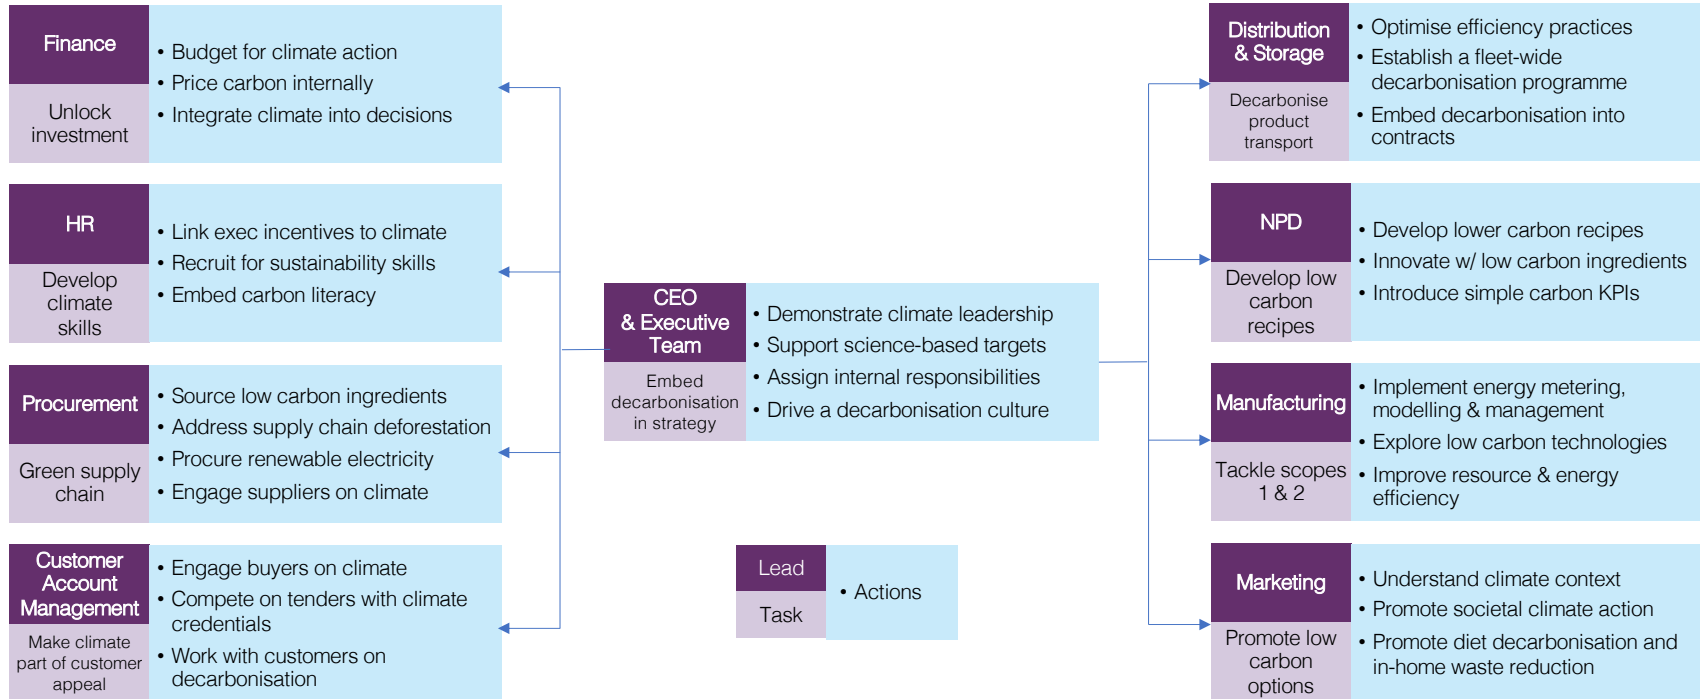 Finance
Unlock
investment
• Budget for climate action
• Price carbon internally
• Integrate climate into decisions
HR
Develop
climate
skills
• Link exec incentives to climate
• Recruit for sustainability skills
• Embed carbon literacy
Procurement
Green supply
chain
• Source low carbon ingredients
• Address supply chain deforestation
• Procure renewable electricity
• Engage suppliers on climate
Customer
Account
Management
Make climate
part of customer
appeal
• Engage buyers on climate
• Compete on tenders with climate
credentials
• Work with customers on
decarbonisation
CEO
& Executive
Team
Embed
decarbonisation
in strategy
• Demonstrate climate leadership
• Support science-based targets
• Assign internal responsibilities
• Drive a decarbonisation culture
Lead
Task
• Actions
Distribution
& Storage
Decarbonise
product
transport
• Optimise efficiency practices
• Establish a fleet-wide
decarbonisation programme
• Embed decarbonisation into
contracts
NPD
Develop low
carbon
recipes
• Develop lower carbon recipes
• Innovate w/ low carbon ingredients
• Introduce simple carbon KPIs
Manufacturing
Tackle scopes
1 & 2
• Implement energy metering,
modelling & management
• Explore low carbon technologies
• Improve resource & energy
efficiency
Marketing
Promote low
carbon
options
• Understand climate context
• Promote societal climate action
• Promote diet decarbonisation and
in-home waste reduction